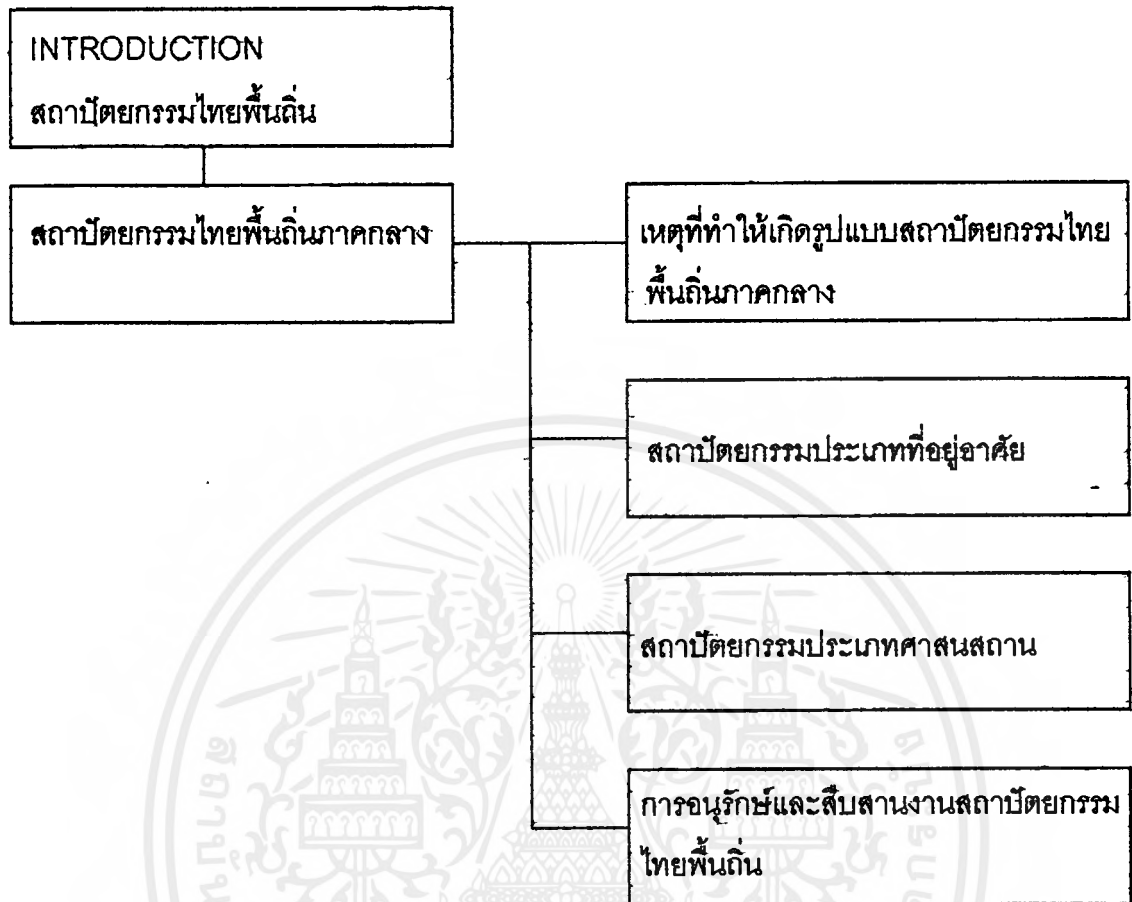 INTRODUCTION
สถาปัตยกรรมไทยพื้นถิ่น
สถาปัตยกรรมไทยพื้นถิ่นภาคกลาง
เหตุที่ทำให้เกิดรูปแบบสถาปัตยกรรมไทย
พื้นถิ่นภาคกลาง
สถาปัตยกรรมประเภทที่อยู่อาศัย
สถาปัตยกรรมประเภทศาสนสถาน
การอนุรักษ์และสืบสานงานสถาปัตยกรรม
ไทยพื้นถิ่น